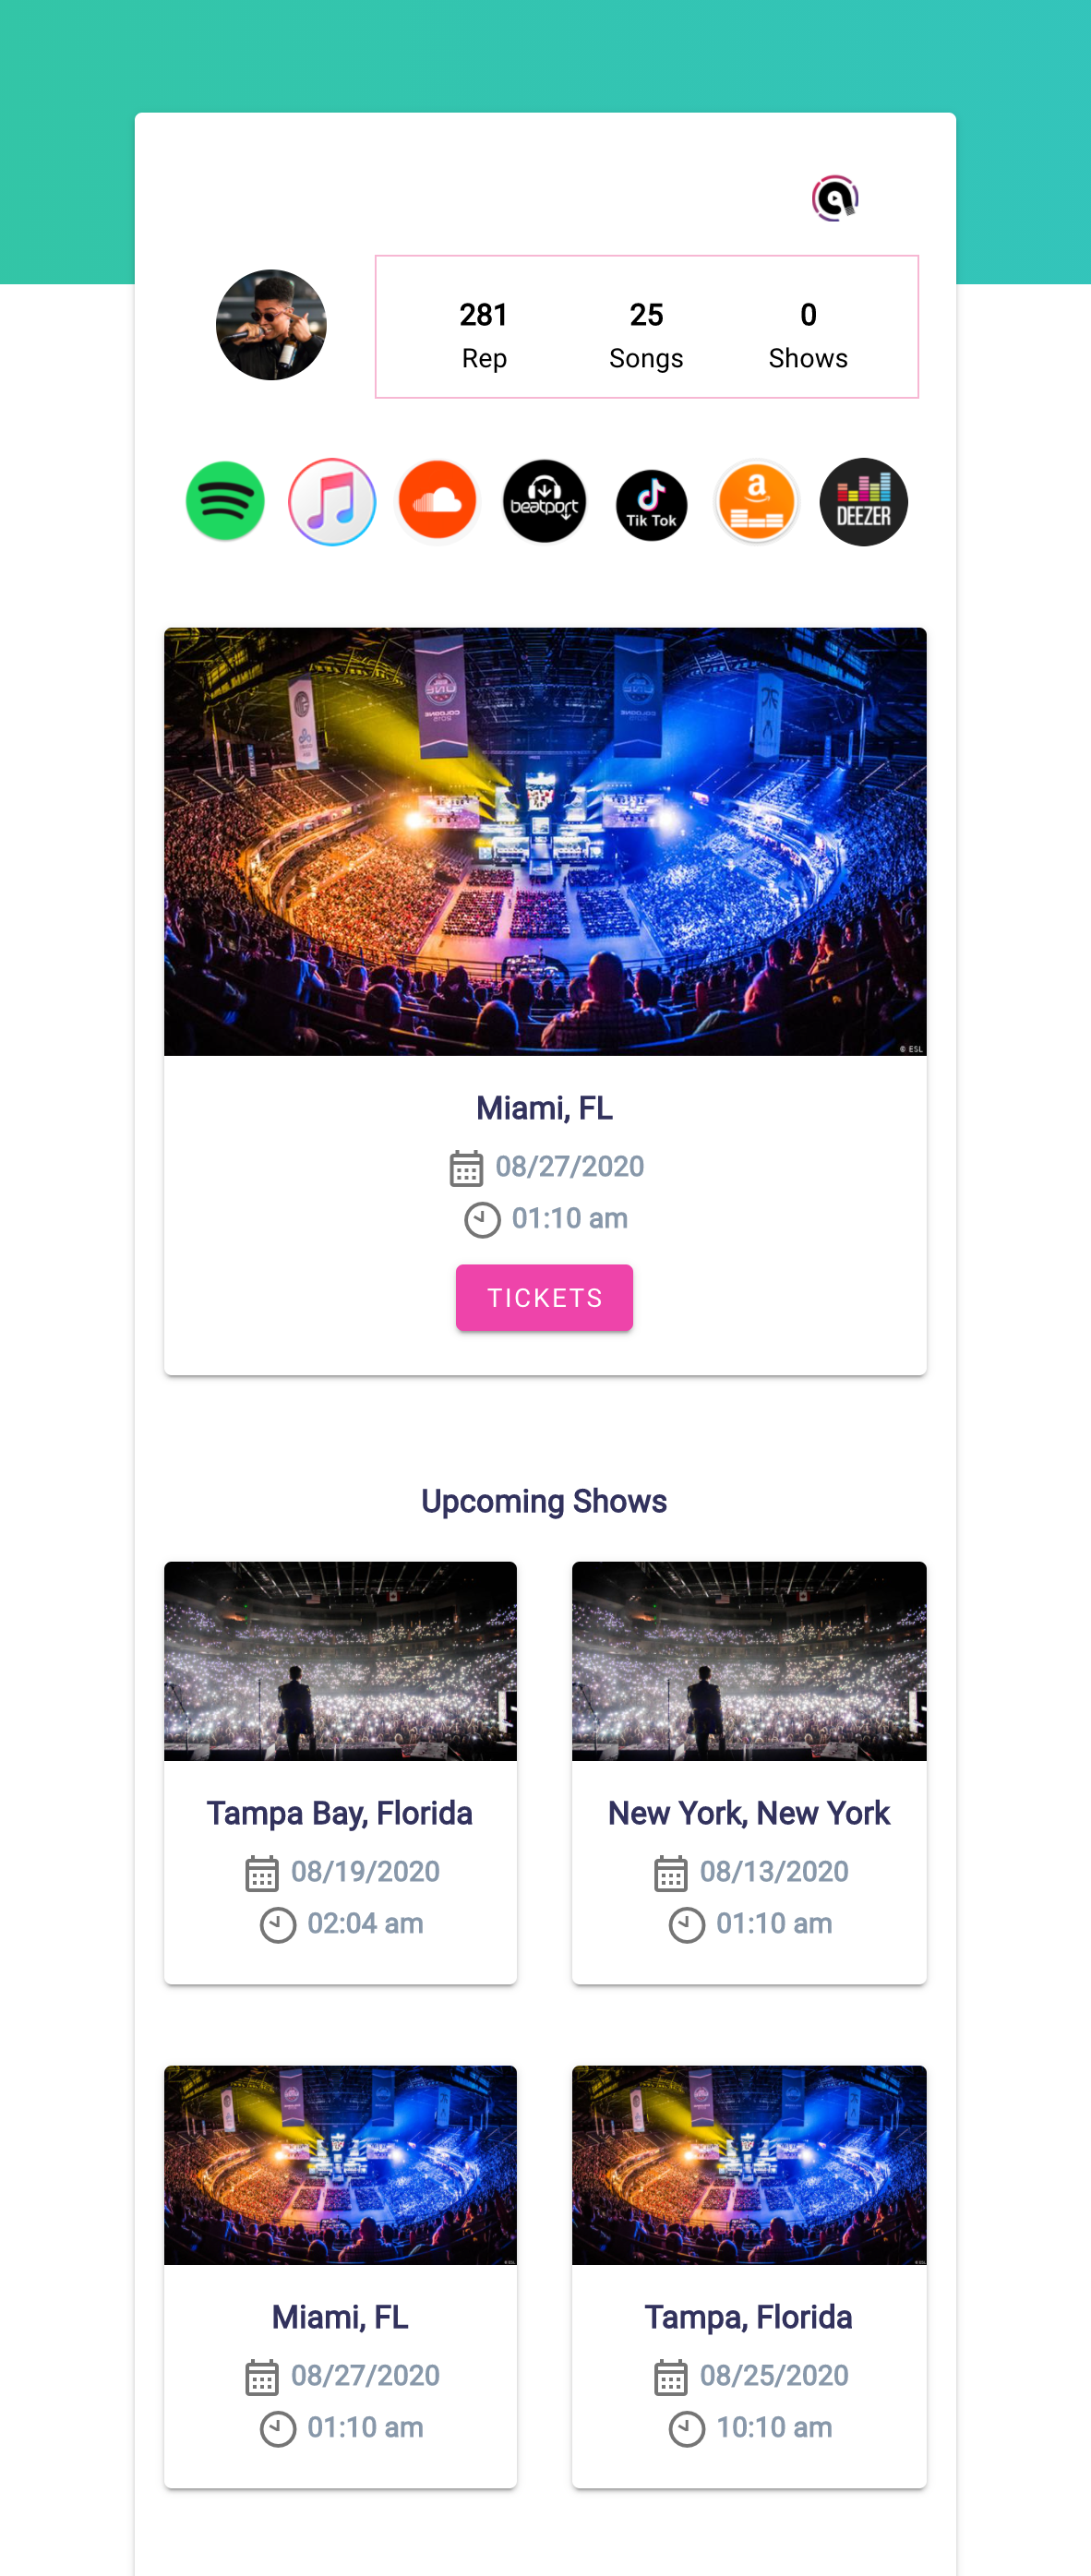 281
25
0
Rep
Songs
Shows
beatport
Tik Tok
a
DEEZER
© ESL
Miami, FL
08/27/2020
01:10 am
TICKETS
Upcoming Shows
Tampa Bay, Florida
08/19/2020
02:04 am
New York, New York
08/13/2020
01:10 am
Miami, FL
08/27/2020
01:10 am
Tampa, Florida
08/25/2020
10:10 am